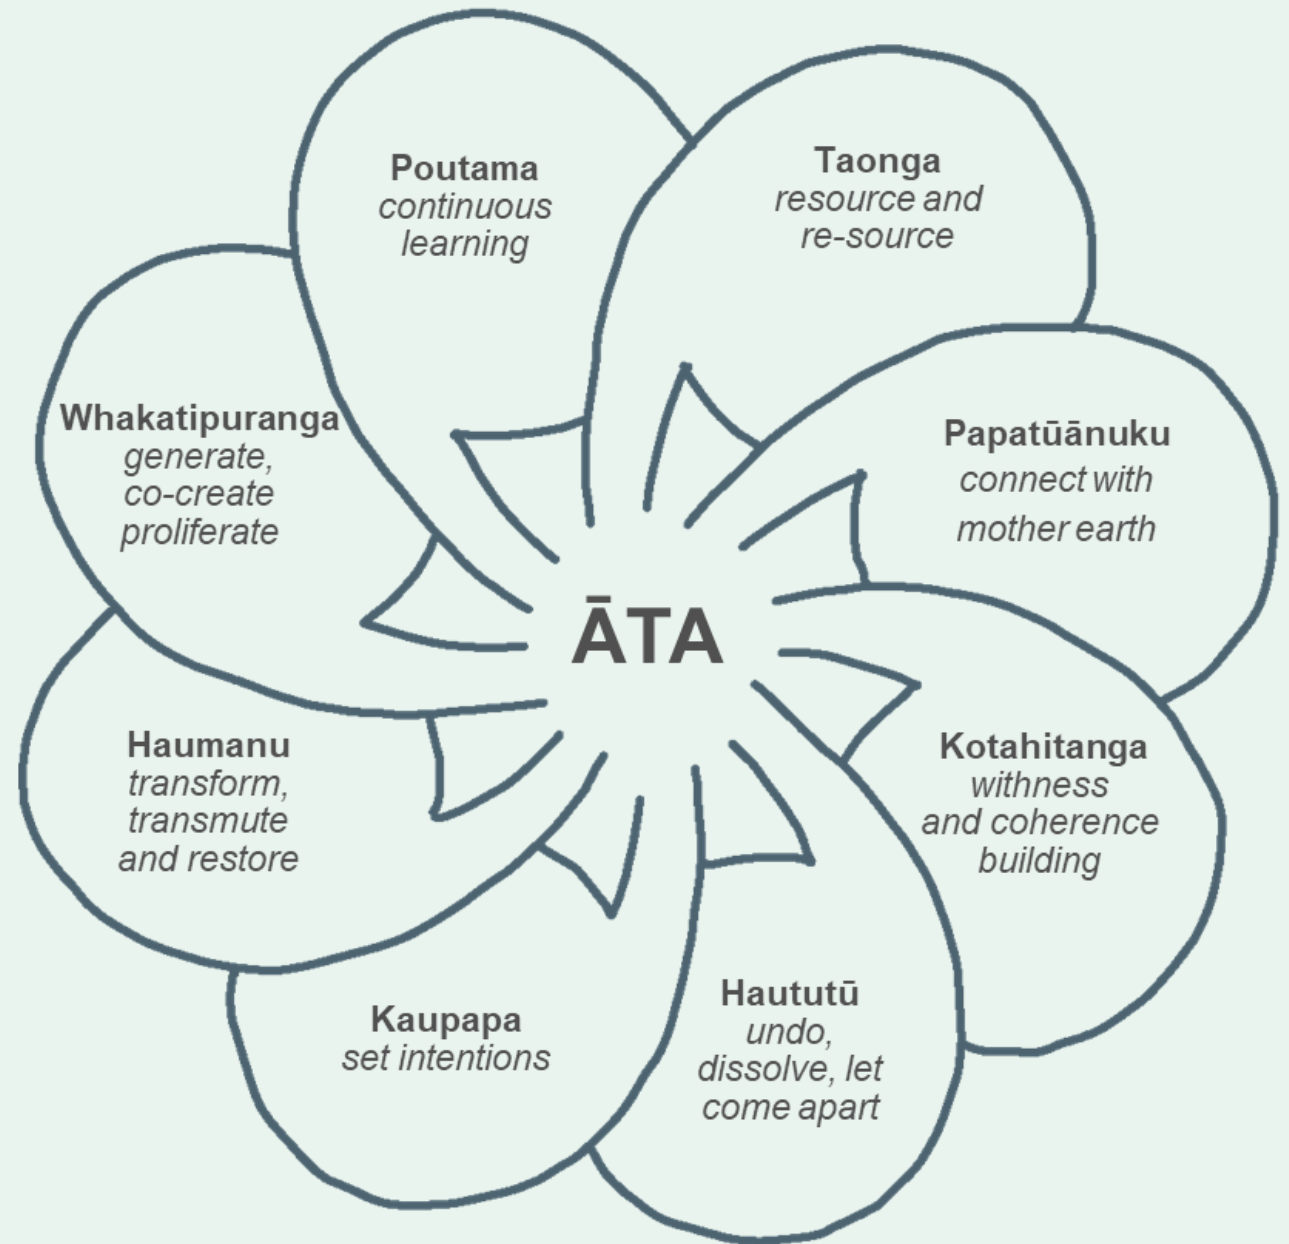 Poutama
continuous
learning
Taonga
resource and
re-source
Papatūānuku
connect with
mother earth
Kotahitanga
withness
and coherence
building
Haututū
undo,
dissolve, let
come apart
Kaupapa
set intentions
Haumanu
transform,
transmute
and restore
Whakatipuranga
generate,
co-create
proliferate
ĀTA